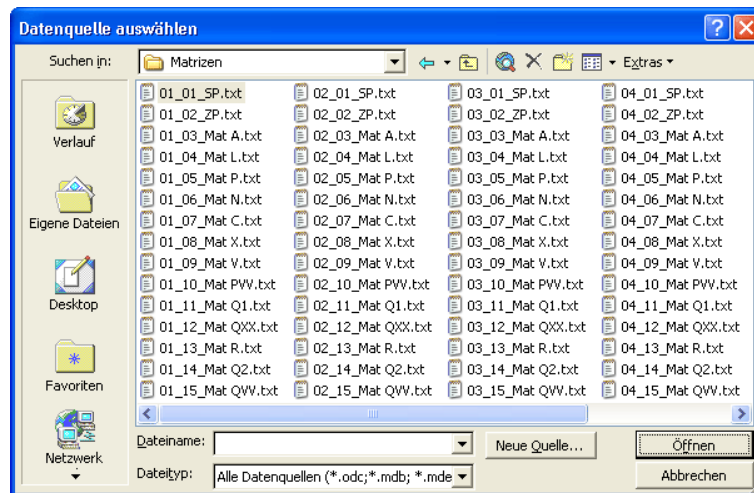 Datenquelle auswählen
Suchen in: Matrizen Extras
01_01_SP.txt 02_01_SP.txt 03_01_SP.txt 04_01_SP.txt
01_02_ZP.txt 02_02_ZP.txt 03_02_ZP.txt 04_02_ZP.txt
01_03_Mat A.txt 02_03_Mat A.txt 03_03_Mat A.txt 04_03_Mat A.txt
01_04_Mat L.txt 02_04_Mat L.txt 03_04_Mat L.txt 04_04_Mat L.txt
01_05_Mat P.txt 02_05_Mat P.txt 03_05_Mat P.txt 04_05_Mat P.txt
01_06_Mat N.txt 02_06_Mat N.txt 03_06_Mat N.txt 04_06_Mat N.txt
01_07_Mat C.txt 02_07_Mat C.txt 03_07_Mat C.txt 04_07_Mat C.txt
01_08_Mat X.txt 02_08_Mat X.txt 03_08_Mat X.txt 04_08_Mat X.txt
01_09_Mat V.txt 02_09_Mat V.txt 03_09_Mat V.txt 04_09_Mat V.txt
01_10_Mat PVV.txt 02_10_Mat PVV.txt 03_10_Mat PVV.txt 04_10_Mat PVV.txt
01_11_Mat Q1.txt 02_11_Mat Q1.txt 03_11_Mat Q1.txt 04_11_Mat Q1.txt
01_12_Mat QXX.txt 02_12_Mat QXX.txt 03_12_Mat QXX.txt 04_12_Mat QXX.txt
01_13_Mat R.txt 02_13_Mat R.txt 03_13_Mat R.txt 04_13_Mat R.txt
01_14_Mat Q2.txt 02_14_Mat Q2.txt 03_14_Mat Q2.txt 04_14_Mat Q2.txt
01_15_Mat QVV.txt 02_15_Mat QVV.txt 03_15_Mat QVV.txt 04_15_Mat QVV.txt
Verlauf
Eigene Dateien
Desktop
Favoriten
Netzwerk
Dateiname: Neue Quelle... Öffnen
Dateityp: Alle Datenquellen (*.odc;*.mdb; *.mde Abbrechen